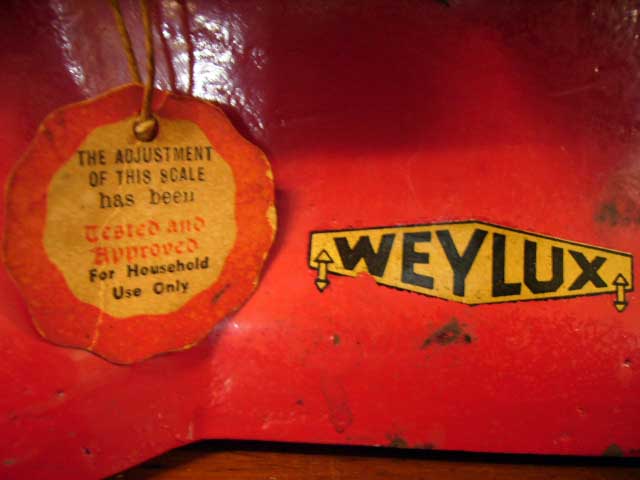 THE ADJUSTMENT
OF THIS SCALE
has been
Tested and
Approved
For Household
Use Only
WEYLUX